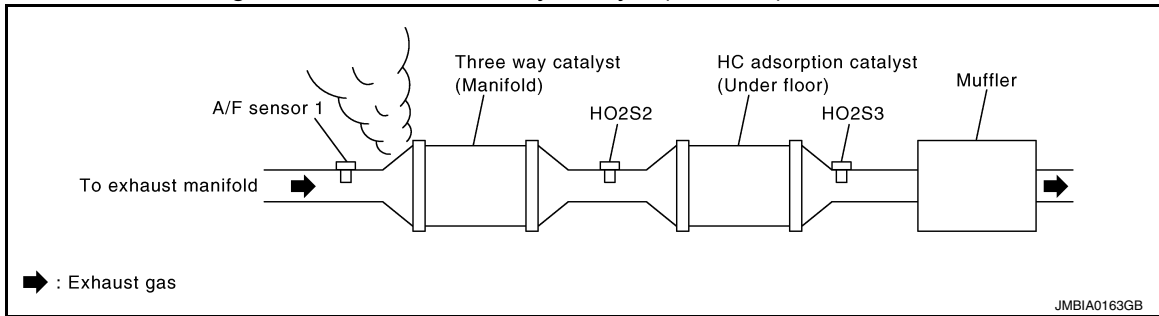 Three way catalyst
(Manifold)
HC adsorption catalyst
(Under floor)
Muffler
A/F sensor 1
HO2S2
HO2S3
To exhaust manifold
: Exhaust gas
JMBIA0163GB